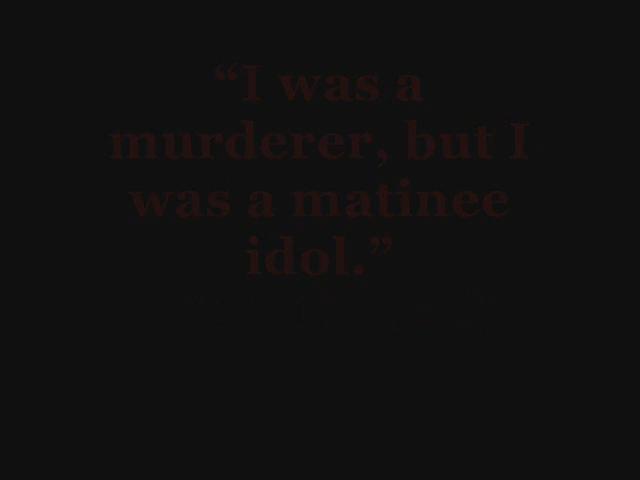 “I was a
murderer, but I
was a matinee
idol.”